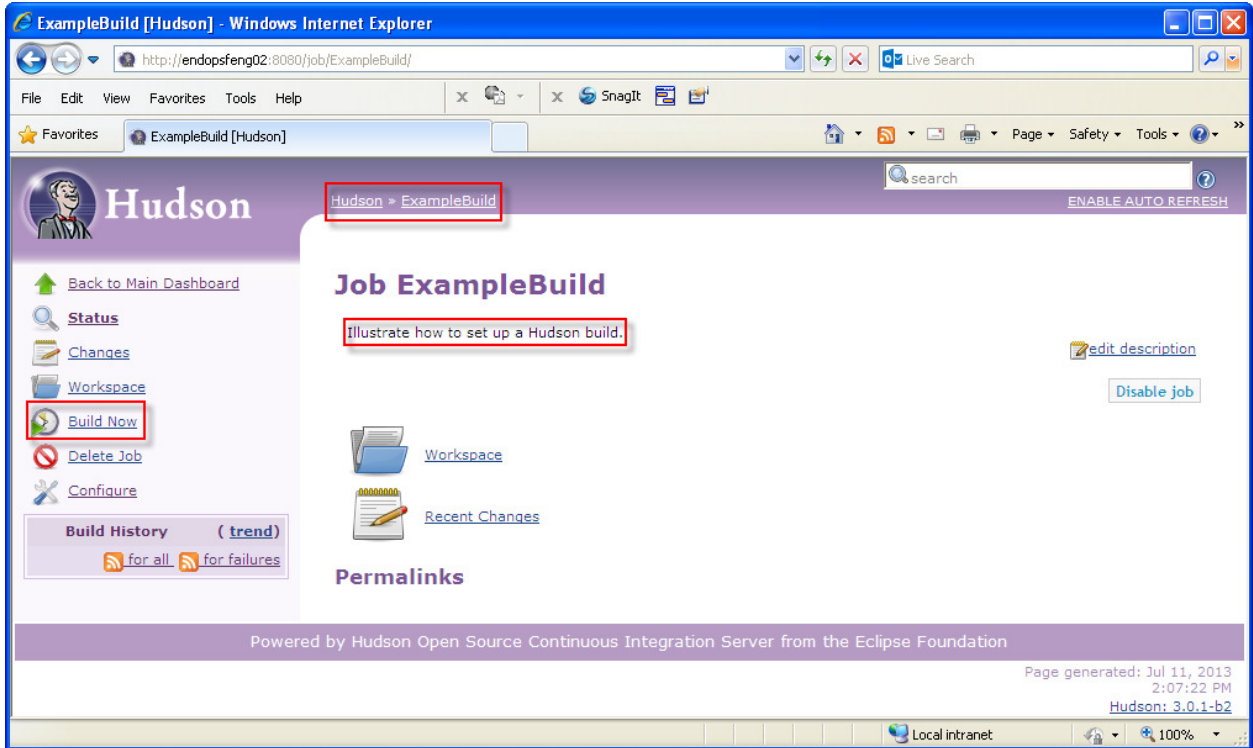 ExampleBuild [Hudson] - Windows Internet Explorer
http://endopsfeng02:8080/job/ExampleBuild/
Live Search
File Edit View Favorites Tools Help
x x SnagIt
Favorites ExampleBuild [Hudson] Page Safety Tools »
Hudson
Hudson » ExampleBuild
search
ENABLE AUTO REFRESH
Back to Main Dashboard
Status
Changes
Workspace
Build Now
Delete Job
Configure
Build History (trend)
for all for failures
Job ExampleBuild
Illustrate how to set up a Hudson build.
edit description
Disable job
Workspace
Recent Changes
Permalinks
Powered by Hudson Open Source Continuous Integration Server from the Eclipse Foundation
Page generated: Jul 11, 2013
2:07:22 PM
Hudson: 3.0.1-b2
Local intranet 100%